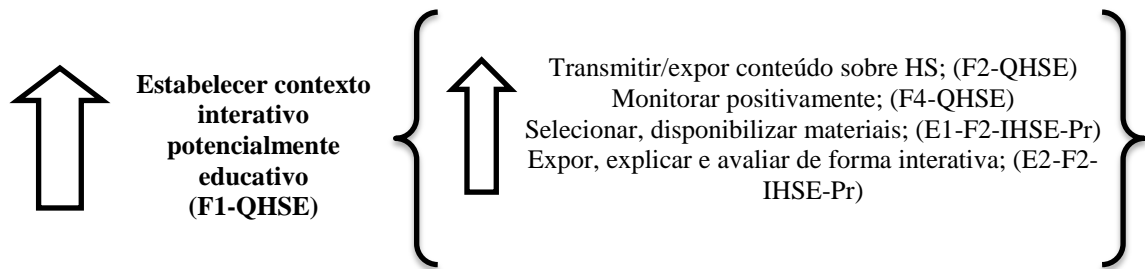 Estabelecer contexto
interativo
potencialmente
educativo
(F1-QHSE)
Transmitir/expor conteúdo sobre HS; (F2-QHSE)
Monitorar positivamente; (F4-QHSE)
Selecionar, disponibilizar materiais; (E1-F2-IHSE-Pr)
Expor, explicar e avaliar de forma interativa; (E2-F2-
IHSE-Pr)